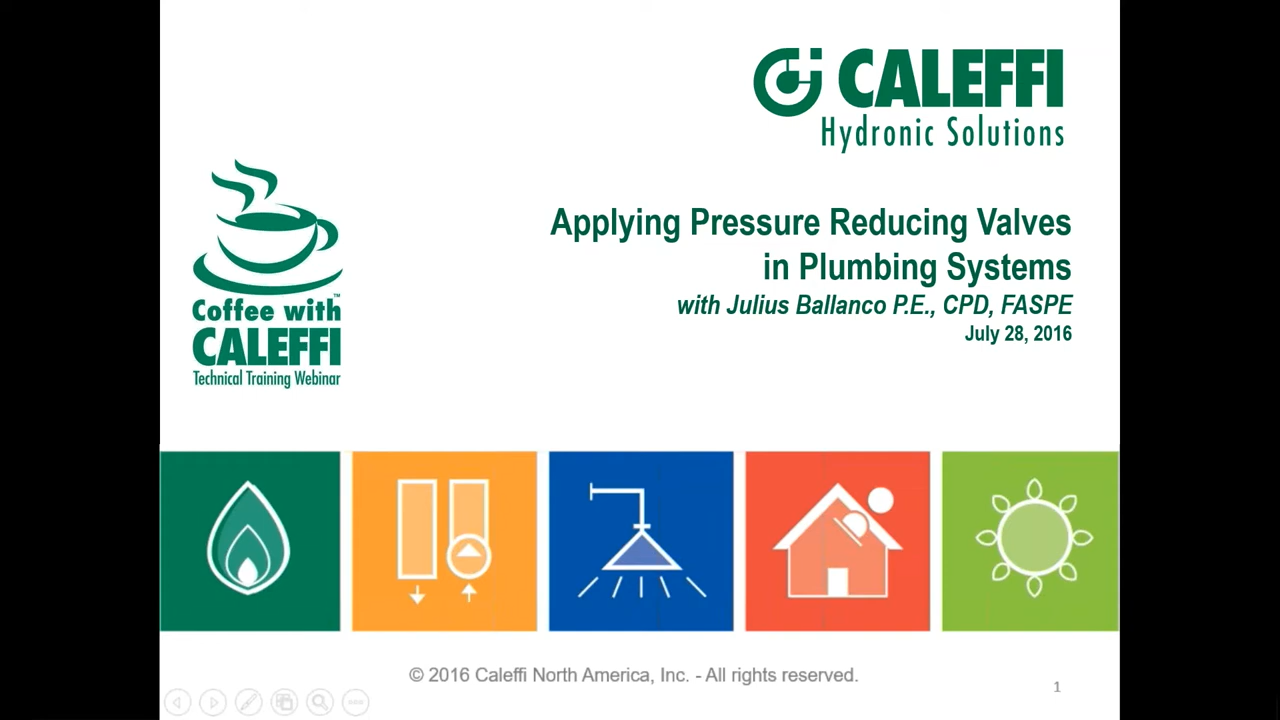 CALEFFI
Hydronic Solutions
Coffee with™
CALEFFI
Technical Training Webinar
Applying Pressure Reducing Valves
in Plumbing Systems
with Julius Ballanco P.E., CPD, FASPE
July 28, 2016
© 2016 Caleffi North America, Inc. - All rights reserved.
1